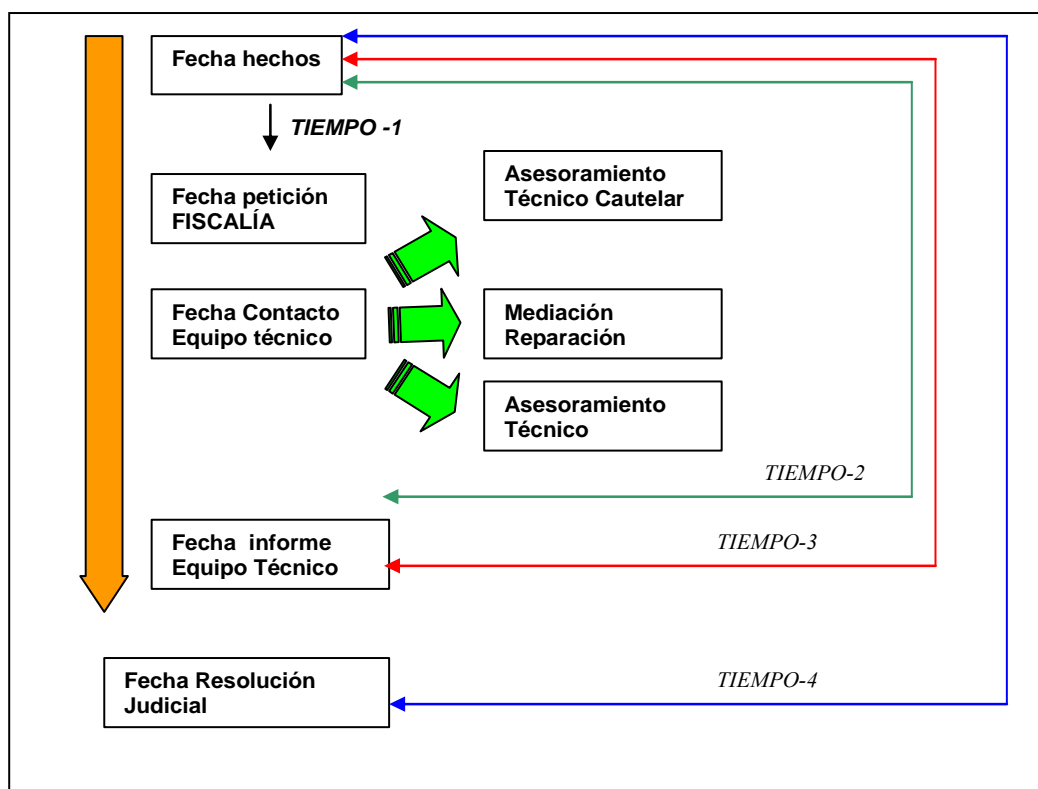 Fecha hechos
TIEMPO -1
Fecha petición
FISCALÍA
Asesoramiento
Técnico Cautelar
Fecha Contacto
Equipo técnico
Mediación
Reparación
Asesoramiento
Técnico
TIEMPO-2
Fecha  informe
Equipo Técnico
TIEMPO-3
Fecha Resolución
Judicial
TIEMPO-4